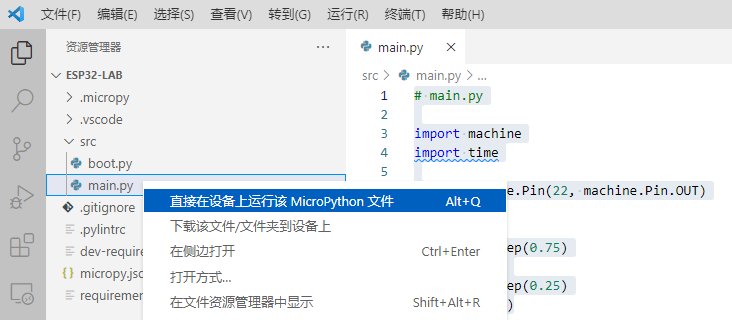 文件(F) 编辑(E) 选择(S) 查看(V) 转到(G) 运行(R) 终端(T) 帮助(H)
资源管理器 ···
ESP32-LAB
.micropy
.vscode
src
boot.py
main.py
.gitignore
.pylintrc
dev-require
micropy.jsc
requiremen
main.py
src > main.py > ...
1 # main.py
2
3 import machine
4 import time
5
e.Pin(22, machine.Pin.OUT)
ep(0.75)
ep(0.25)
)
直接在设备上运行该 MicroPython 文件 Alt+Q
下载该文件/文件夹到设备上
在侧边打开 Ctrl+Enter
打开方式...
在文件资源管理器中显示 Shift+Alt+R